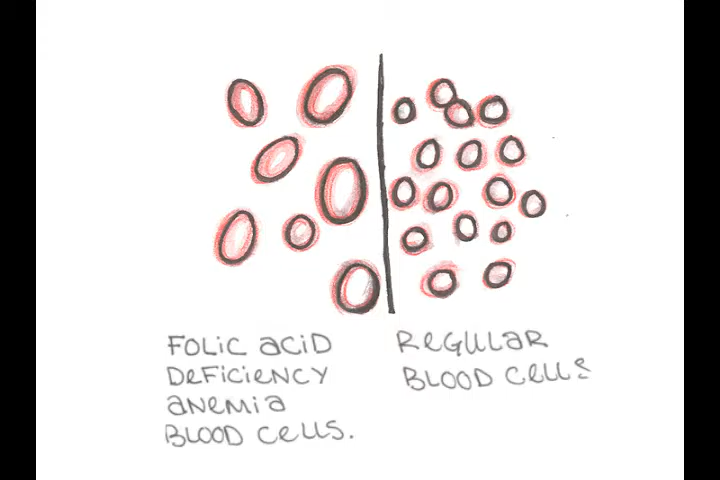 FOLIC ACID
DEFICIENCY
ANEMIA
BLOOD CELLS.
REGULAR
BLOOD CELLS